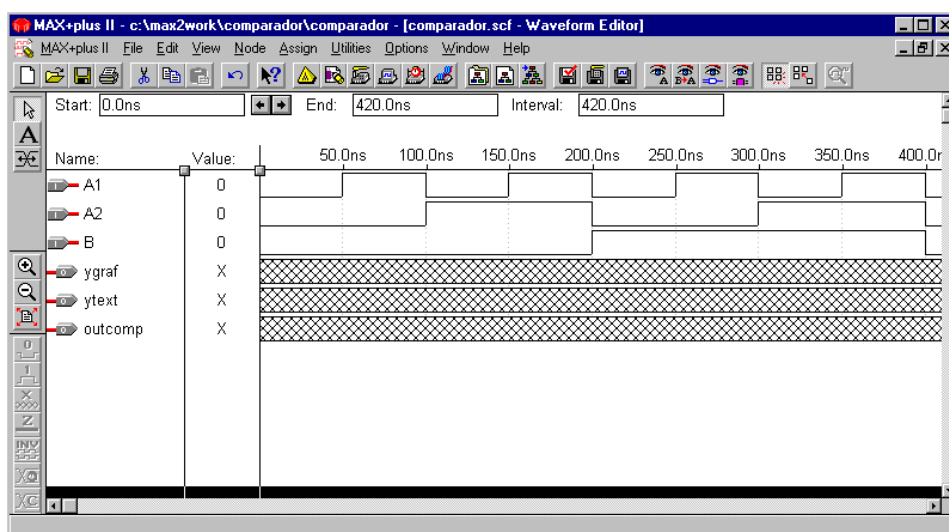 MAX+plus II - c:\max2work\comparador\comparador - [comparador.scf - Waveform Editor]
MAX+plus II File Edit View Node Assign Utilities Options Window Help
Start: 0.0ns End: 420.0ns Interval: 420.0ns
Name: Value: 50.0ns 100.0ns 150.0ns 200.0ns 250.0ns 300.0ns 350.0ns 400.0n
A1 0
A2 0
B 0
ygraf X
ytext X
outcomp X